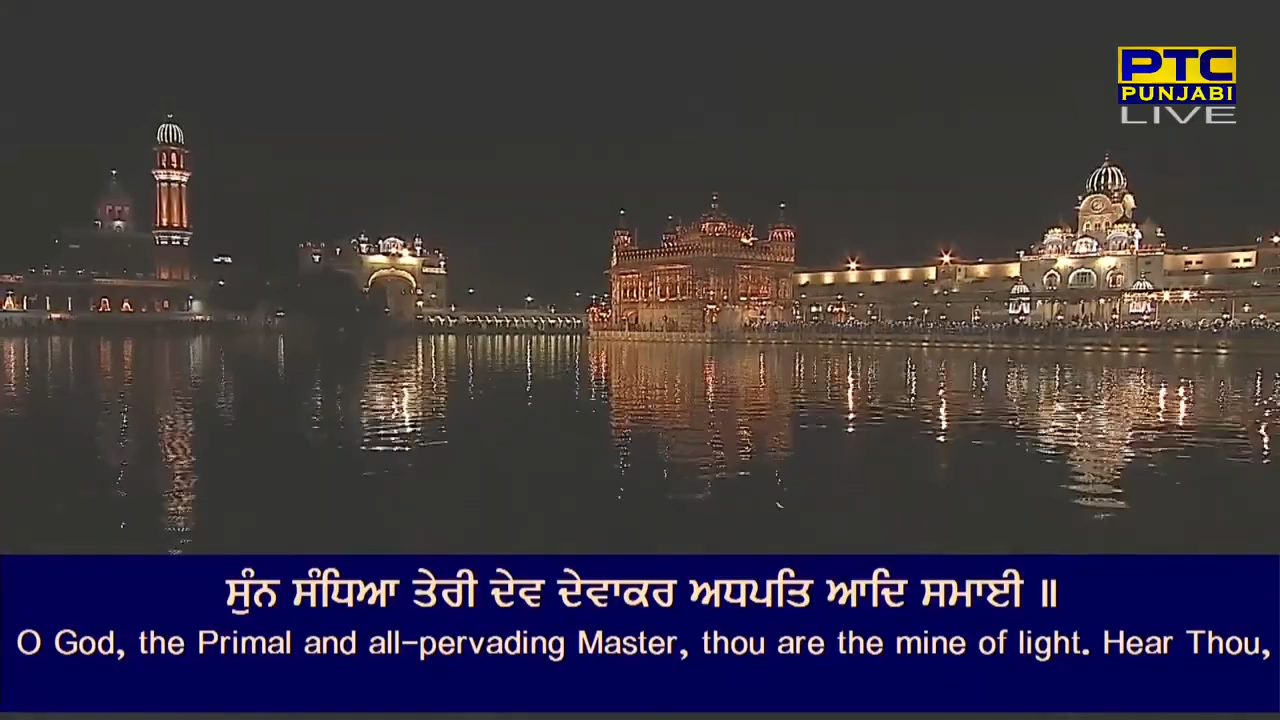 PTC
PUNJABI
LIVE
ਸੁੰਨ ਸੰਧਿਆ ਤੇਰੀ ਦੇਵ ਦੇਵਾਕਰ ਅਧਪਤਿ ਆਦਿ ਸਮਾਈ ॥
O God, the Primal and all-pervading Master, thou are the mine of light. Hear Thou,